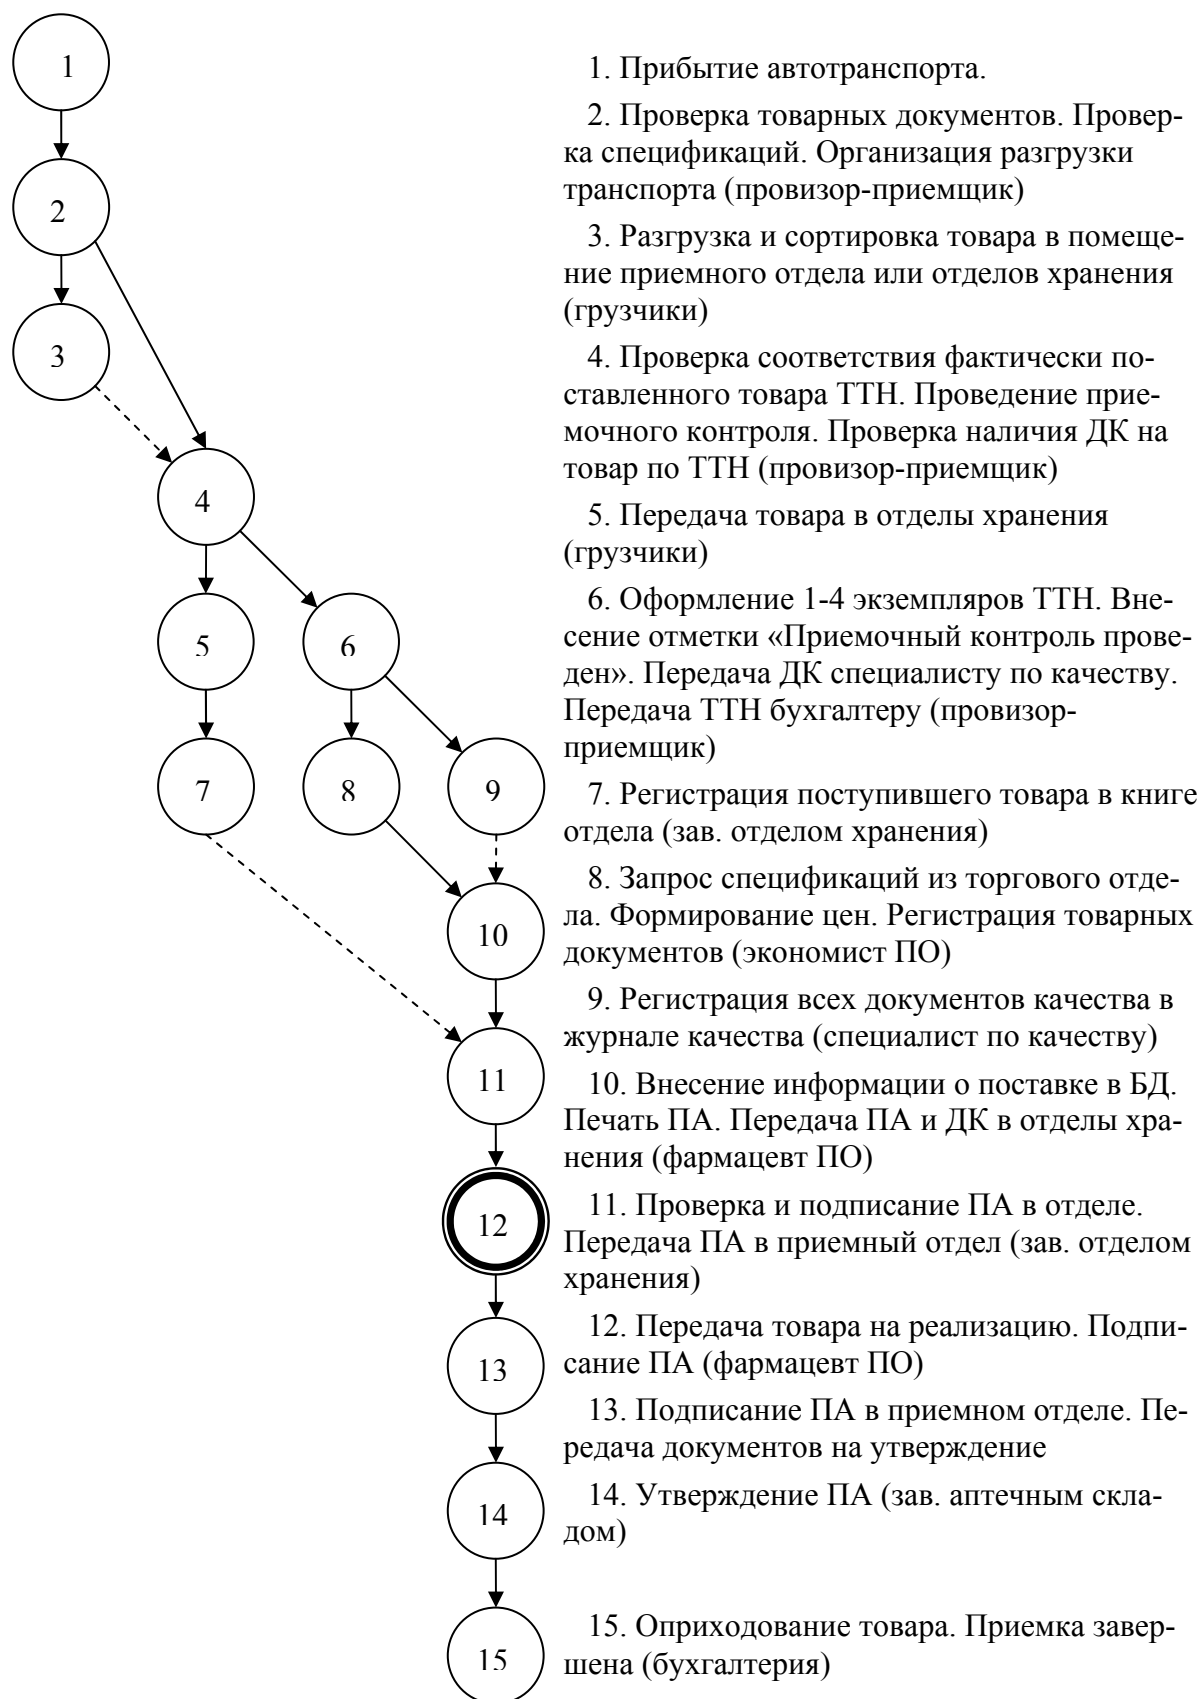 1
1. Прибытие автотранспорта.
2. Проверка товарных документов. Провер-
ка спецификаций. Организация разгрузки
транспорта (провизор-приемщик)
2
3. Разгрузка и сортировка товара в помеще-
ние приемного отдела или отделов хранения
(грузчики)
3
4. Проверка соответствия фактически по-
ставленного товара ТТН. Проведение прие-
мочного контроля. Проверка наличия ДК на
товар по ТТН (провизор-приемщик)
4
5. Передача товара в отделы хранения
(грузчики)
6. Оформление 1-4 экземпляров ТТН. Вне-
сение отметки «Приемочный контроль прове-
ден». Передача ДК специалисту по качеству.
Передача ТТН бухгалтеру (провизор-
приемщик)
5 6
7. Регистрация поступившего товара в книге
отдела (зав. отделом хранения)
7 8 9
8. Запрос спецификаций из торгового отде-
ла. Формирование цен. Регистрация товарных
документов (экономист ПО)
10
9. Регистрация всех документов качества в
журнале качества (специалист по качеству)
11
10. Внесение информации о поставке в БД.
Печать ПА. Передача ПА и ДК в отделы хра-
нения (фармацевт ПО)
11. Проверка и подписание ПА в отделе.
Передача ПА в приемный отдел (зав. отделом
хранения)
12
12. Передача товара на реализацию. Подпи-
сание ПА (фармацевт ПО)
13
13. Подписание ПА в приемном отделе. Пе-
редача документов на утверждение
14. Утверждение ПА (зав. аптечным скла-
дом)
14
15. Оприходование товара. Приемка завер-
шена (бухгалтерия)
15